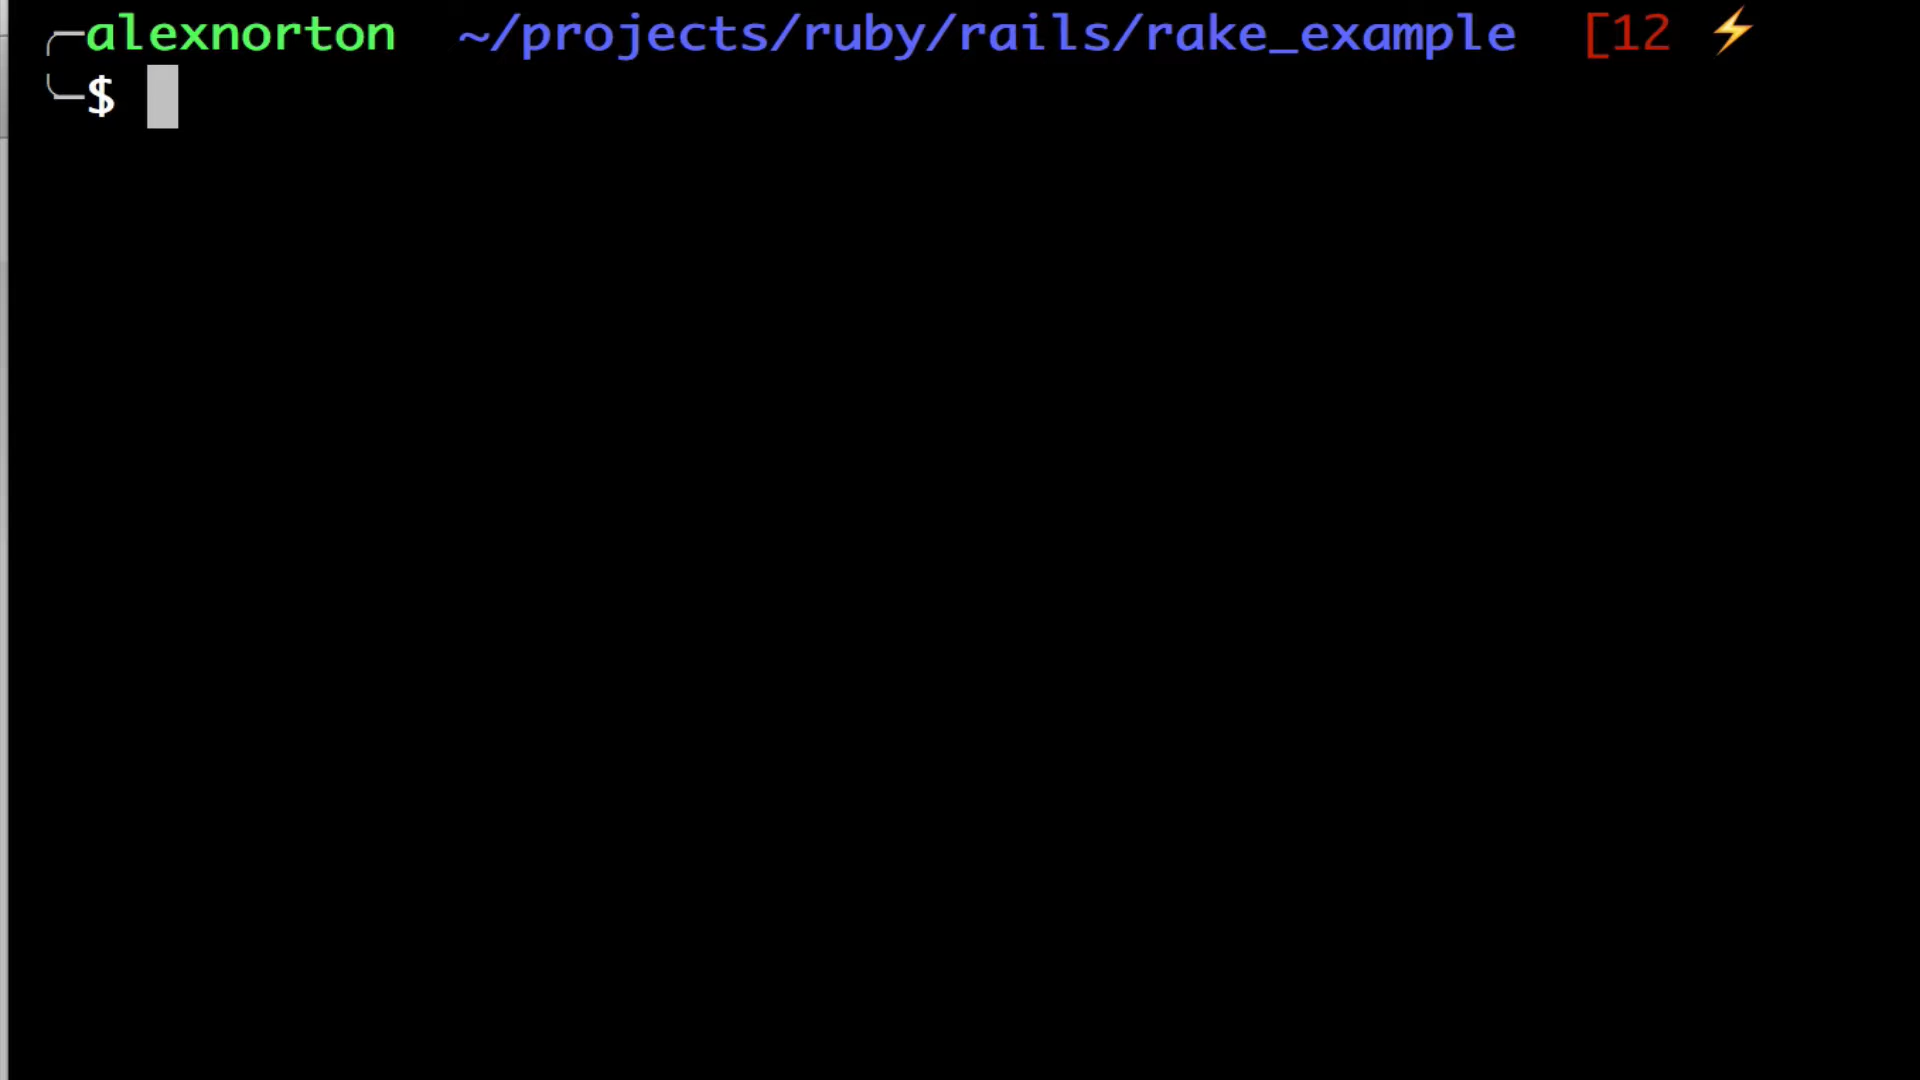 ╭─alexnorton  ~/projects/ruby/rails/rake_example  [12 ⚡
╰─$